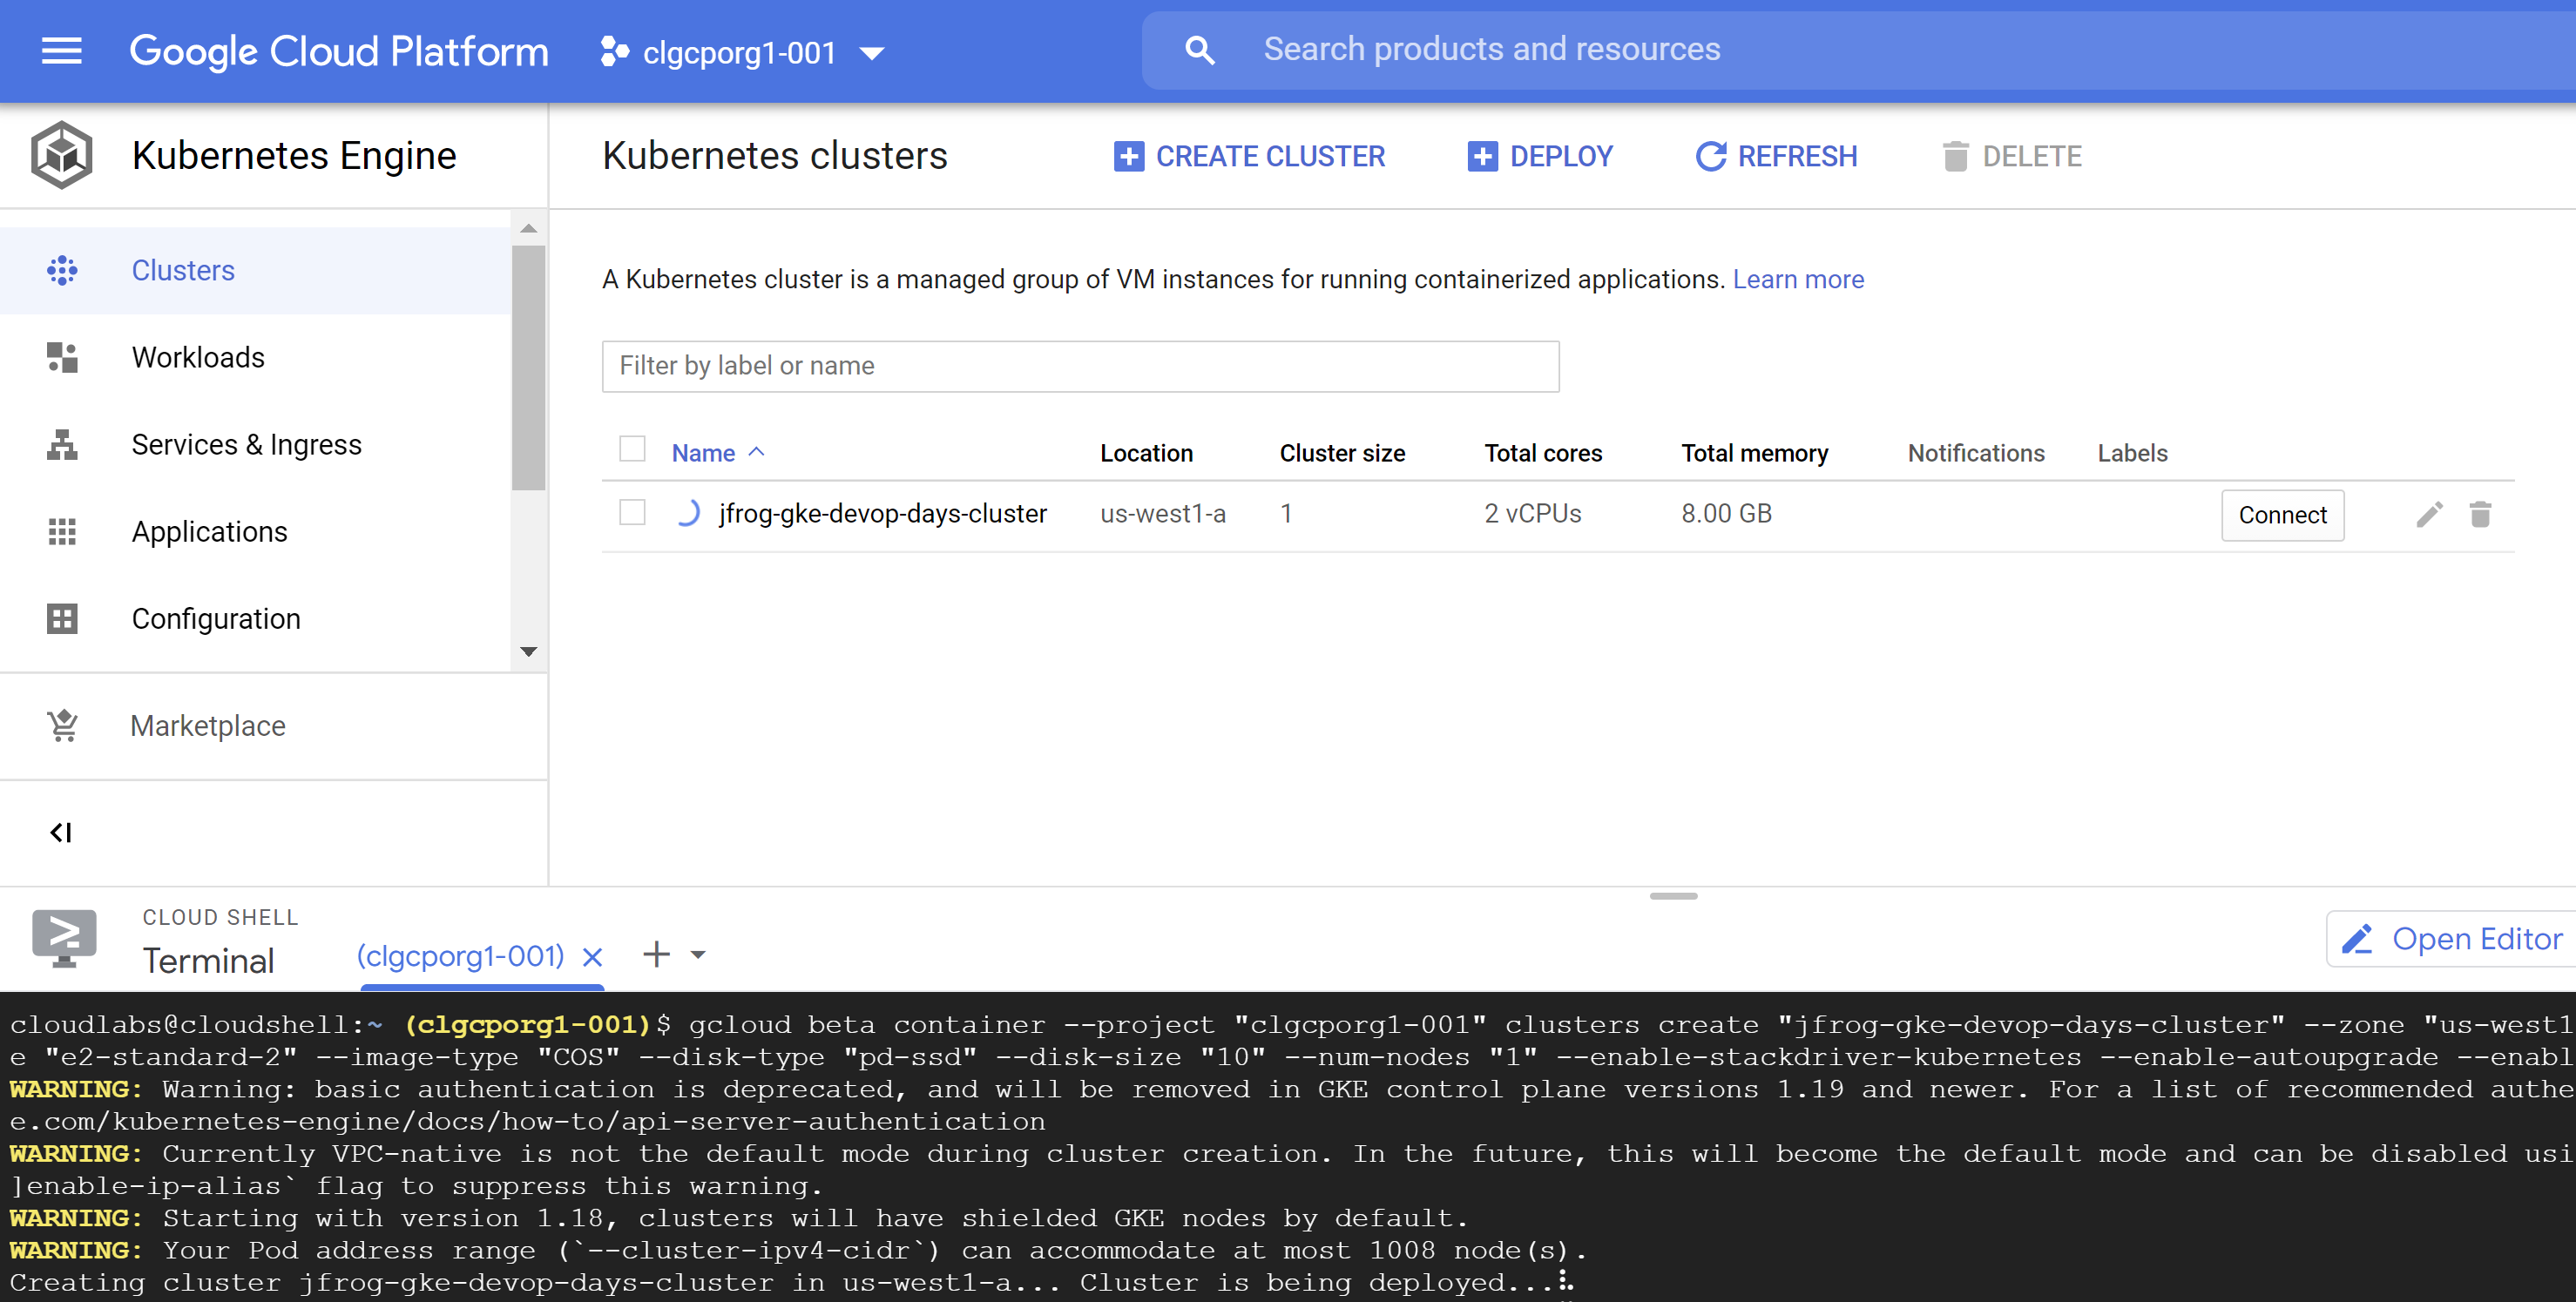 Google Cloud Platform clgcporg1-001 Search products and resources
Kubernetes Engine
Kubernetes clusters CREATE CLUSTER DEPLOY REFRESH DELETE
Clusters
Workloads
Services & Ingress
Applications
Configuration
Marketplace
A Kubernetes cluster is a managed group of VM instances for running containerized applications. Learn more
Filter by label or name
Name Location Cluster size Total cores Total memory Notifications Labels
jfrog-gke-devop-days-cluster us-west1-a 1 2 vCPUs 8.00 GB Connect
CLOUD SHELL
Terminal (clgcporg1-001) Open Editor
cloudlabs@cloudshell:~ (clgcporg1-001)$ gcloud beta container --project "clgcporg1-001" clusters create "jfrog-gke-devop-days-cluster" --zone "us-west1
e "e2-standard-2" --image-type "COS" --disk-type "pd-ssd" --disk-size "10" --num-nodes "1" --enable-stackdriver-kubernetes --enable-autoupgrade --enabl
WARNING: Warning: basic authentication is deprecated, and will be removed in GKE control plane versions 1.19 and newer. For a list of recommended authe
e.com/kubernetes-engine/docs/how-to/api-server-authentication
WARNING: Currently VPC-native is not the default mode during cluster creation. In the future, this will become the default mode and can be disabled usi
]enable-ip-alias` flag to suppress this warning.
WARNING: Starting with version 1.18, clusters will have shielded GKE nodes by default.
WARNING: Your Pod address range (`--cluster-ipv4-cidr`) can accommodate at most 1008 node(s).
Creating cluster jfrog-gke-devop-days-cluster in us-west1-a... Cluster is being deployed...